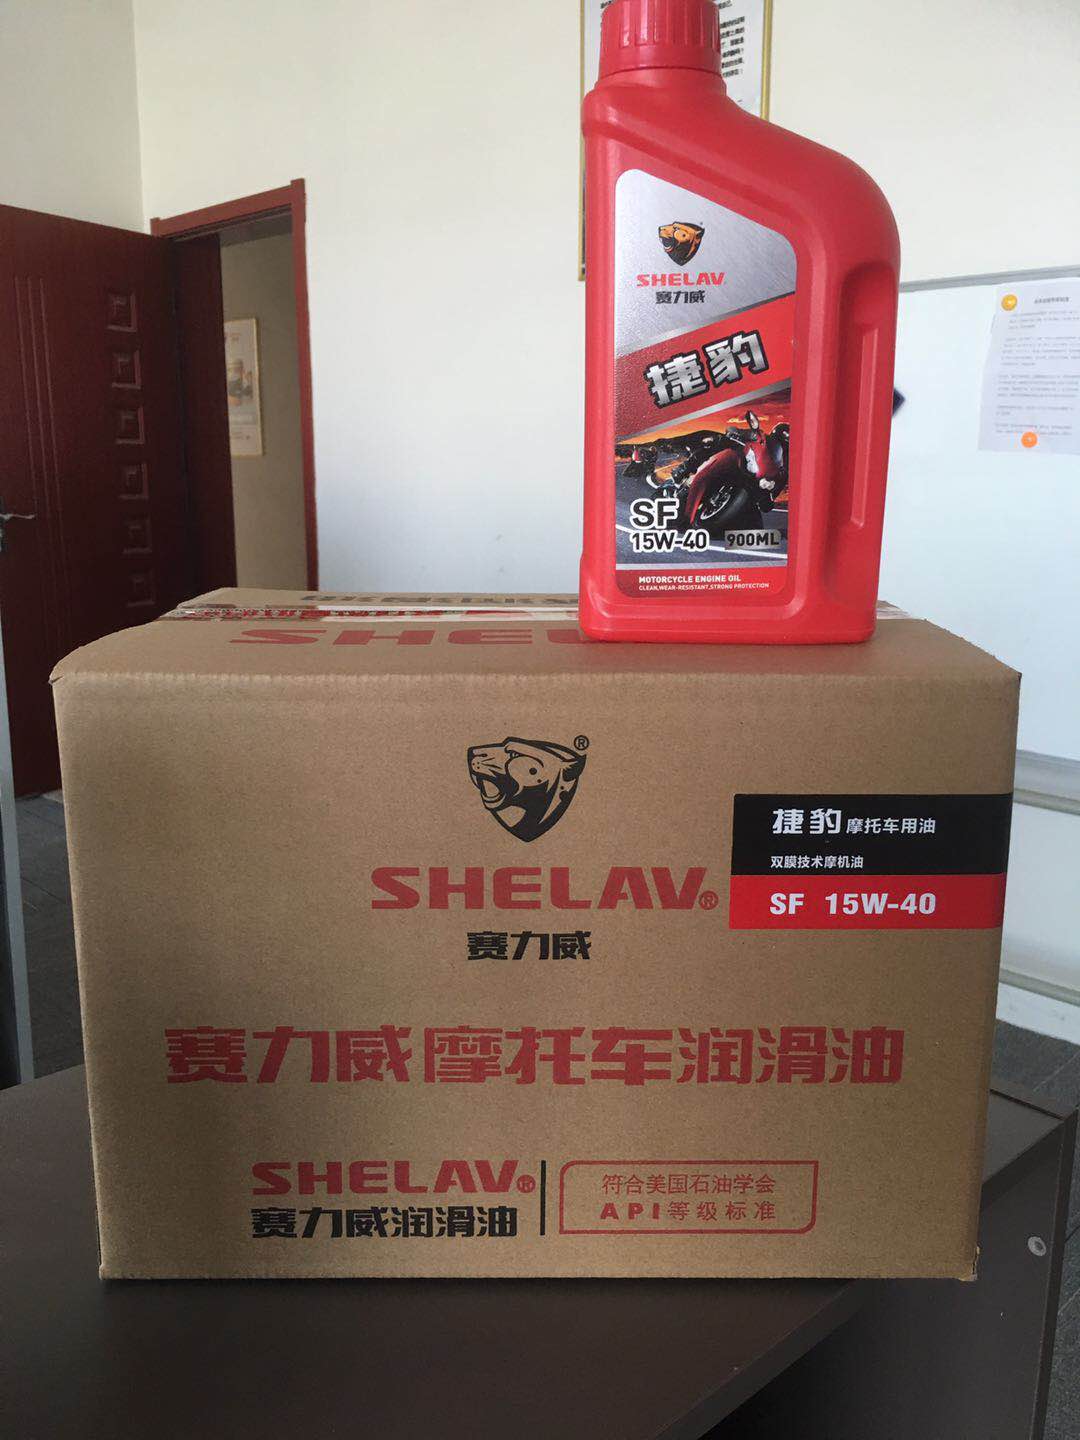 SHELAV
赛力威
捷豹
SF
15W-40
900ML
MOTORCYCLE ENGINE OIL
CLEAN,WEAR-RESISTANT,STRONG PROTECTION
®
SHELAV®
赛力威
捷豹 摩托车用油
双膜技术摩机油
SF 15W-40
赛力威摩托车润滑油
SHELAV®
赛力威润滑油
符合美国石油学会
API等级标准